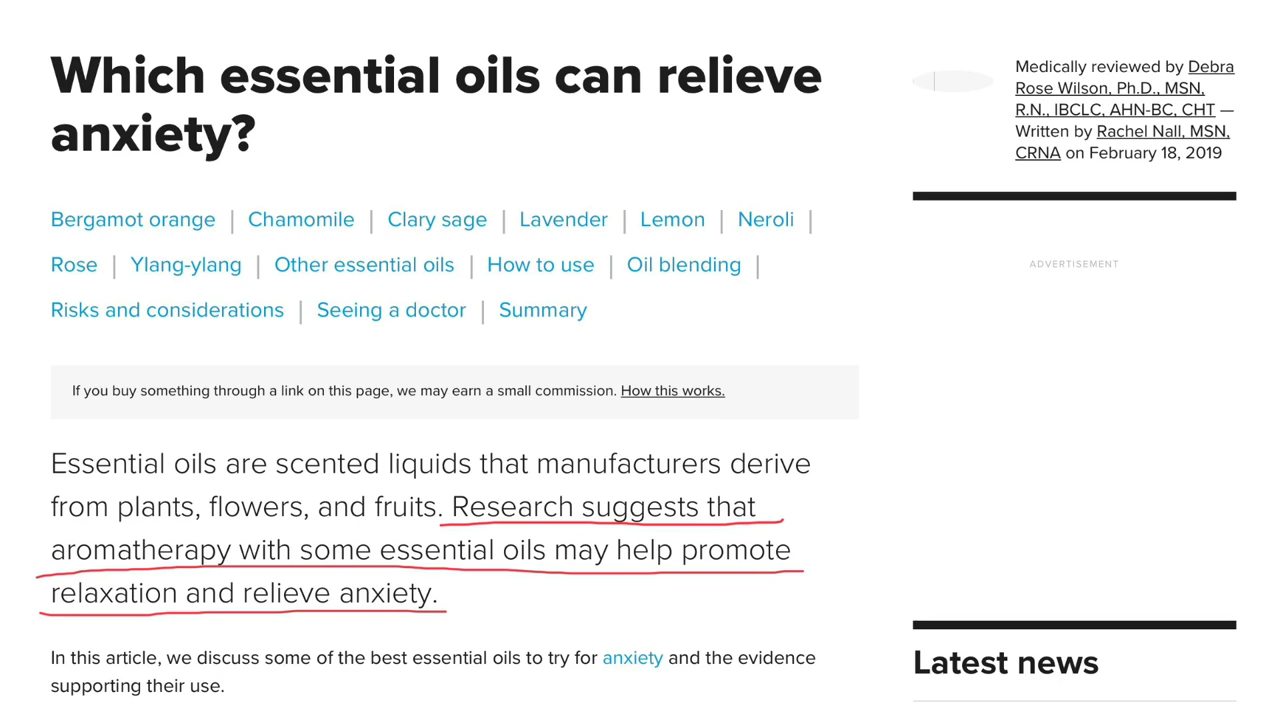 Which essential oils can relieve
anxiety?
Bergamot orange | Chamomile | Clary sage | Lavender | Lemon | Neroli |
Rose | Ylang-ylang | Other essential oils | How to use | Oil blending |
Risks and considerations | Seeing a doctor | Summary
If you buy something through a link on this page, we may earn a small commission. How this works.
Essential oils are scented liquids that manufacturers derive
from plants, flowers, and fruits. Research suggests that
aromatherapy with some essential oils may help promote
relaxation and relieve anxiety.
In this article, we discuss some of the best essential oils to try for anxiety and the evidence
supporting their use.
Medically reviewed by Debra
Rose Wilson, Ph.D., MSN,
R.N., IBCLC, AHN-BC, CHT —
Written by Rachel Nall, MSN,
CRNA on February 18, 2019
ADVERTISEMENT
Latest news